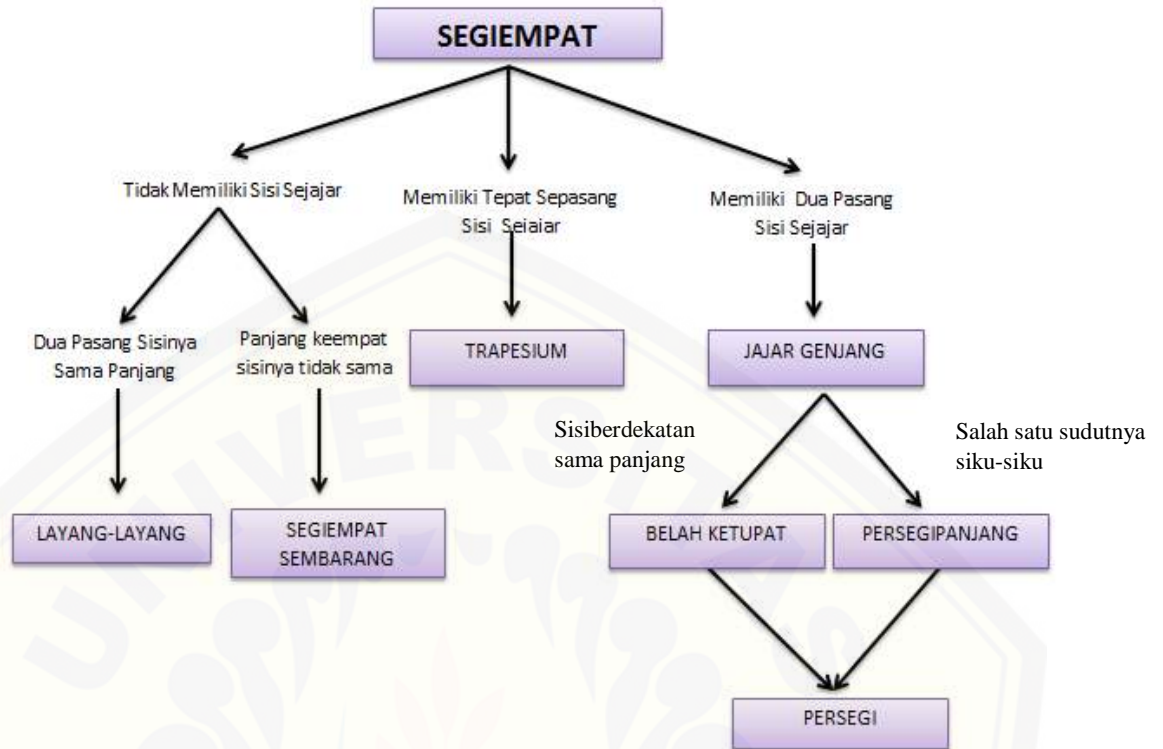 SEGIEMPAT
Tidak Memiliki Sisi Sejajar
Memiliki Tepat Sepasang
Sisi Seiaiar
Memiliki Dua Pasang
Sisi Sejajar
Dua Pasang Sisinya
Sama Panjang
Panjang keempat
sisinya tidak sama
TRAPESIUM
JAJAR GENJANG
Sisiberdekatan
sama panjang
Salah satu sudutnya
siku-siku
LAYANG-LAYANG
SEGIEMPAT
SEMBARANG
BELAH KETUPAT
PERSEGIPANJANG
PERSEGI
UNIVERSITAS